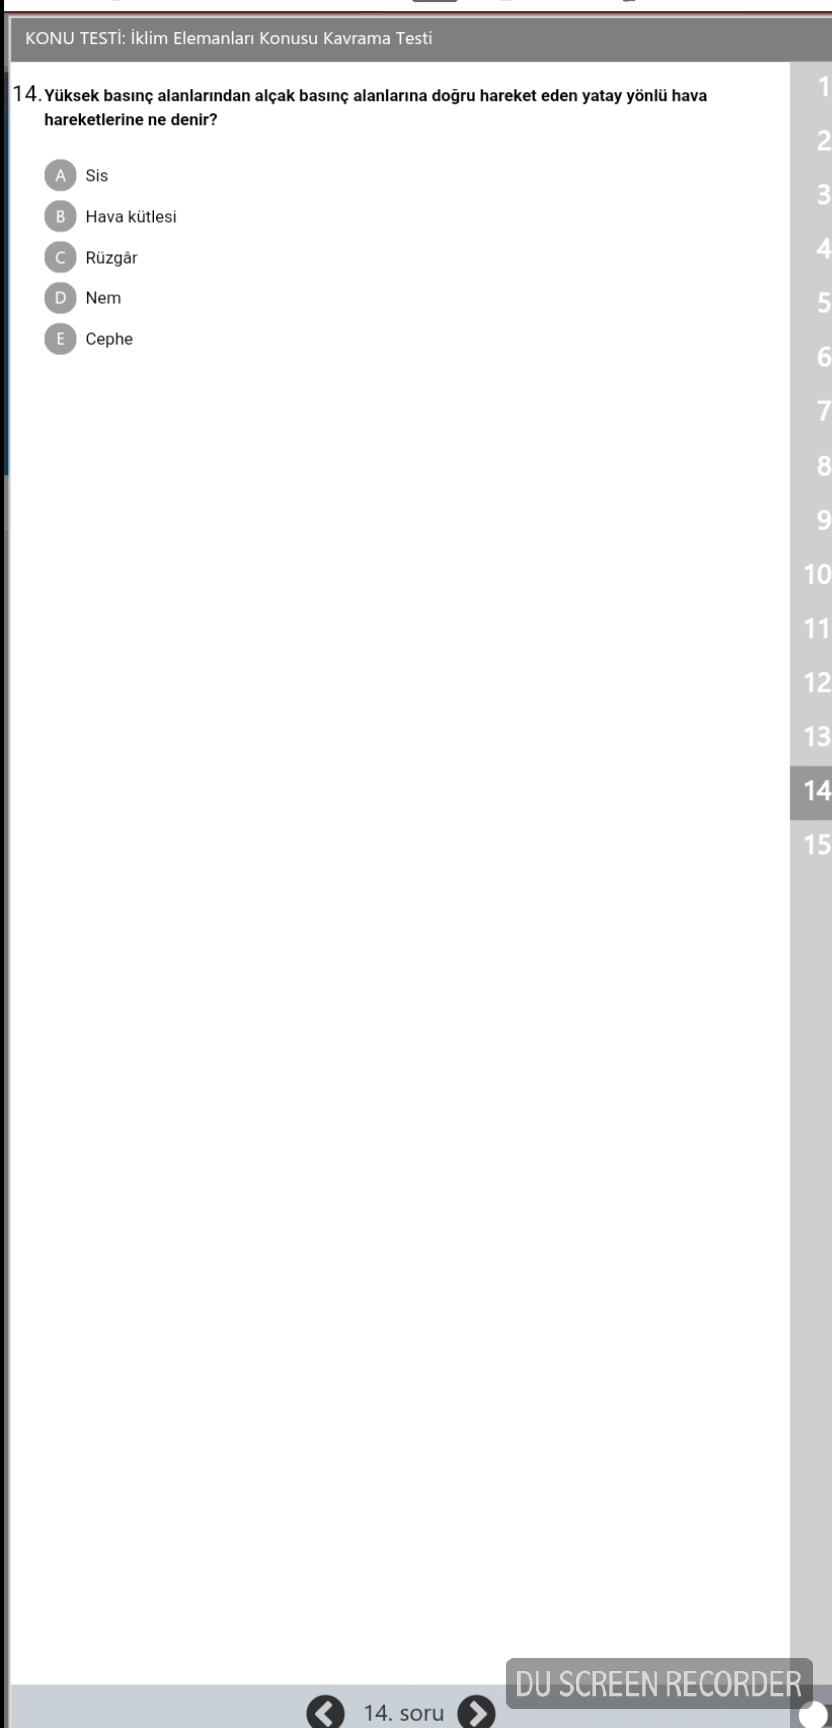 KONU TESTİ: İklim Elemanları Konusu Kavrama Testi
14. Yüksek basınç alanlarından alçak basınç alanlarına doğru hareket eden yatay yönlü hava
hareketlerine ne denir?
A Sis
B Hava kütlesi
C Rüzgâr
D Nem
E Cephe
1
2
3
4
5
6
7
8
9
10
11
12
13
14
15
DU SCREEN RECORDER
14. soru